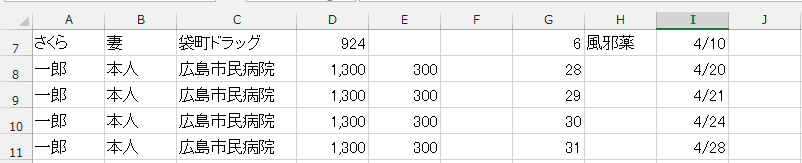 A B C D E F G H I J
7 さくら 妻 袋町ドラッグ 924 6 風邪薬 4/10
8 一郎 本人 広島市民病院 1,300 300 28 4/20
9 一郎 本人 広島市民病院 1,300 300 29 4/21
10 一郎 本人 広島市民病院 1,300 300 30 4/24
11 一郎 本人 広島市民病院 1,300 300 31 4/28